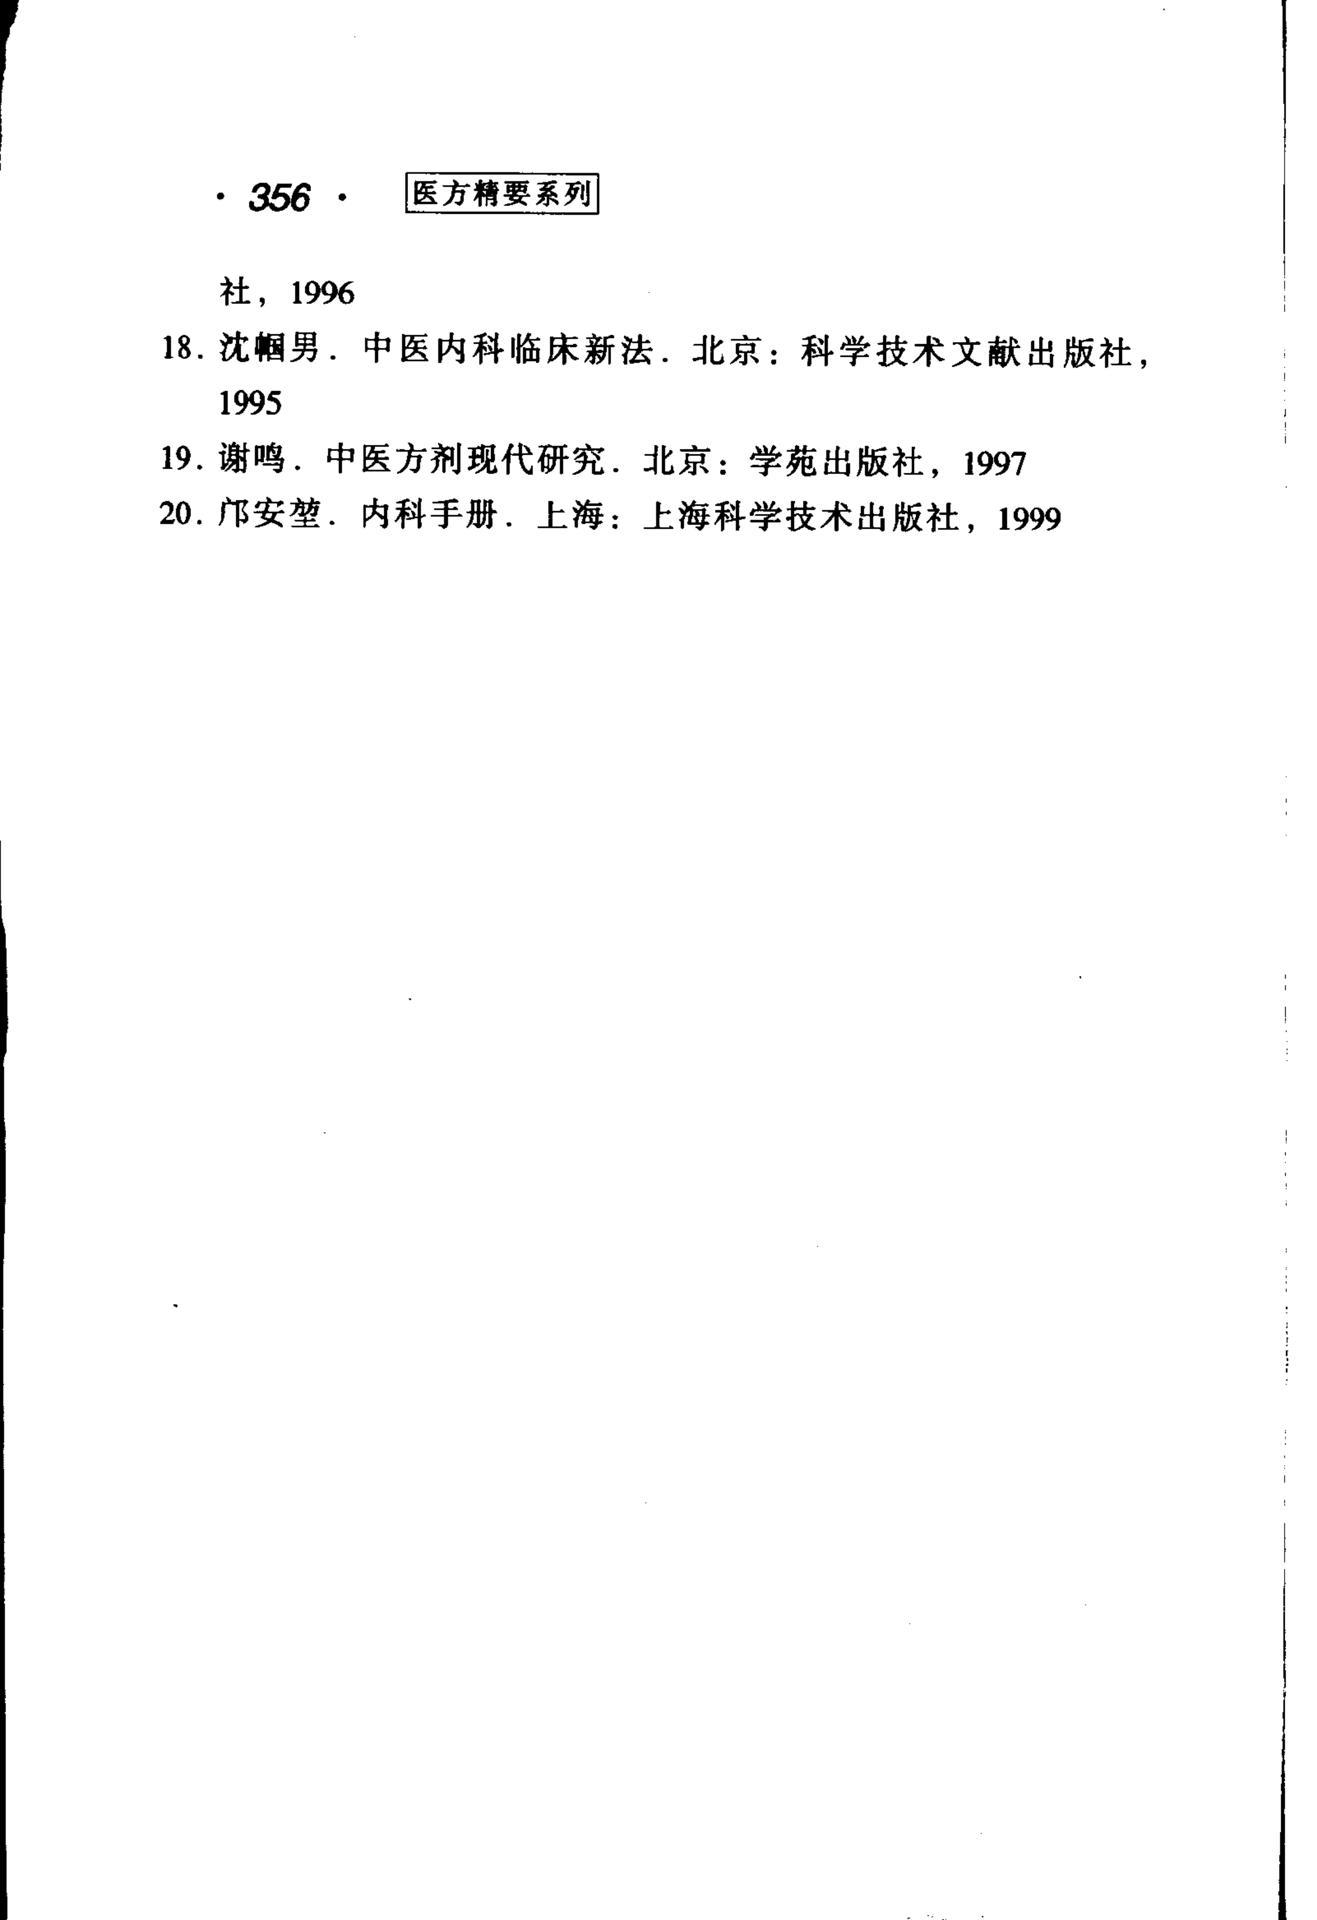 · 356 · 医方精要系列
社，1996
18. 沈帼男．中医内科临床新法．北京：科学技术文献出版社，
1995
19. 谢鸣．中医方剂现代研究．北京：学苑出版社，1997
20. 邝安堃．内科手册．上海：上海科学技术出版社，1999